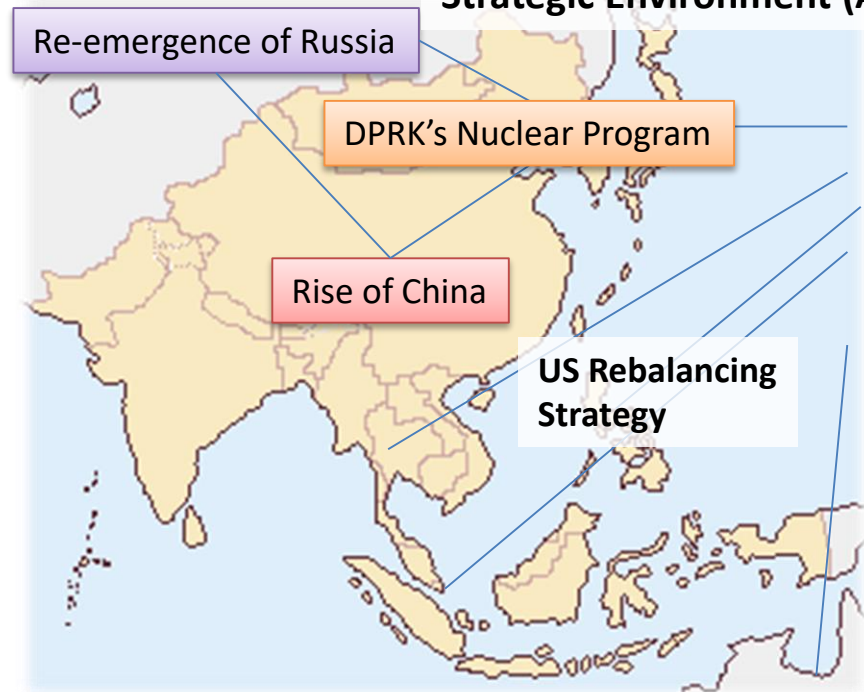 Strategic Environment (A
Re-emergence of Russia
DPRK's Nuclear Program
Rise of China
US Rebalancing
Strategy